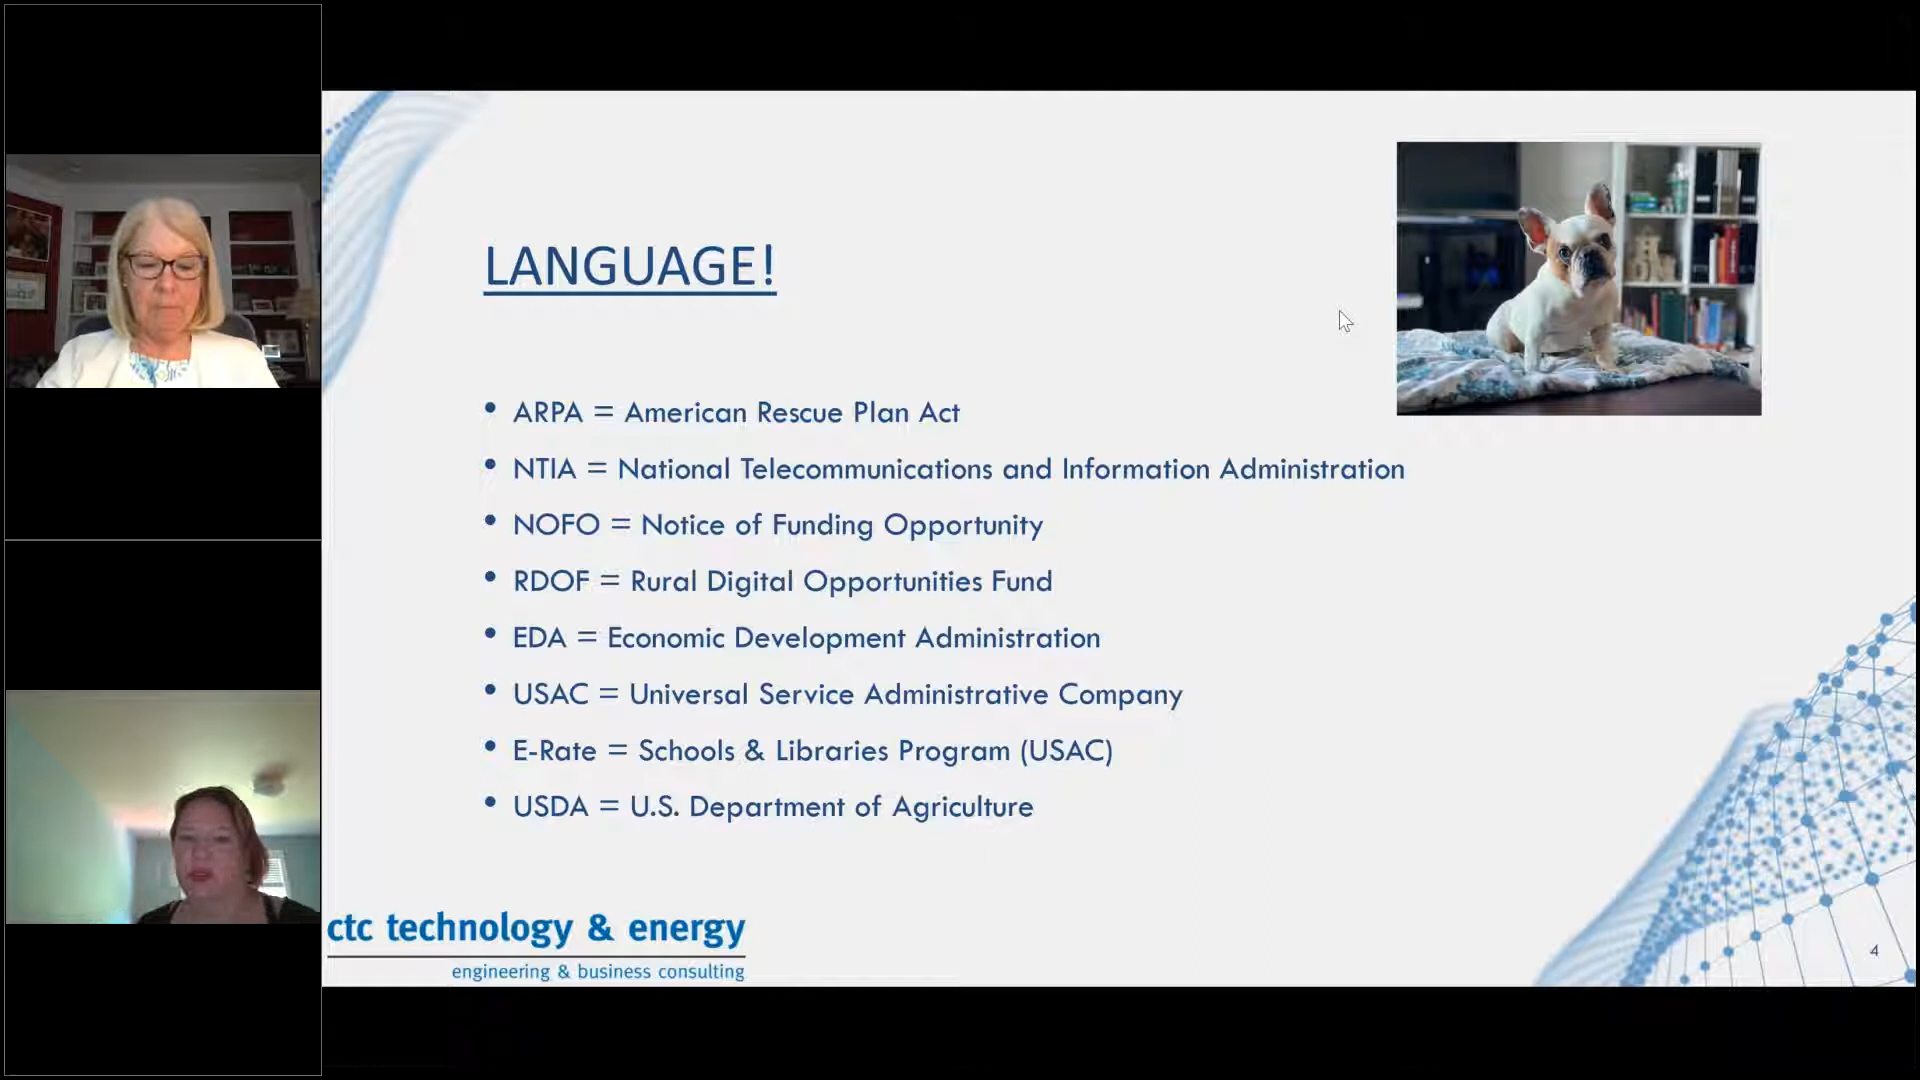 LANGUAGE!
• ARPA = American Rescue Plan Act
• NTIA = National Telecommunications and Information Administration
• NOFO = Notice of Funding Opportunity
• RDOF = Rural Digital Opportunities Fund
• EDA = Economic Development Administration
• USAC = Universal Service Administrative Company
• E-Rate = Schools & Libraries Program (USAC)
• USDA = U.S. Department of Agriculture
ctc technology & energy
engineering & business consulting
4